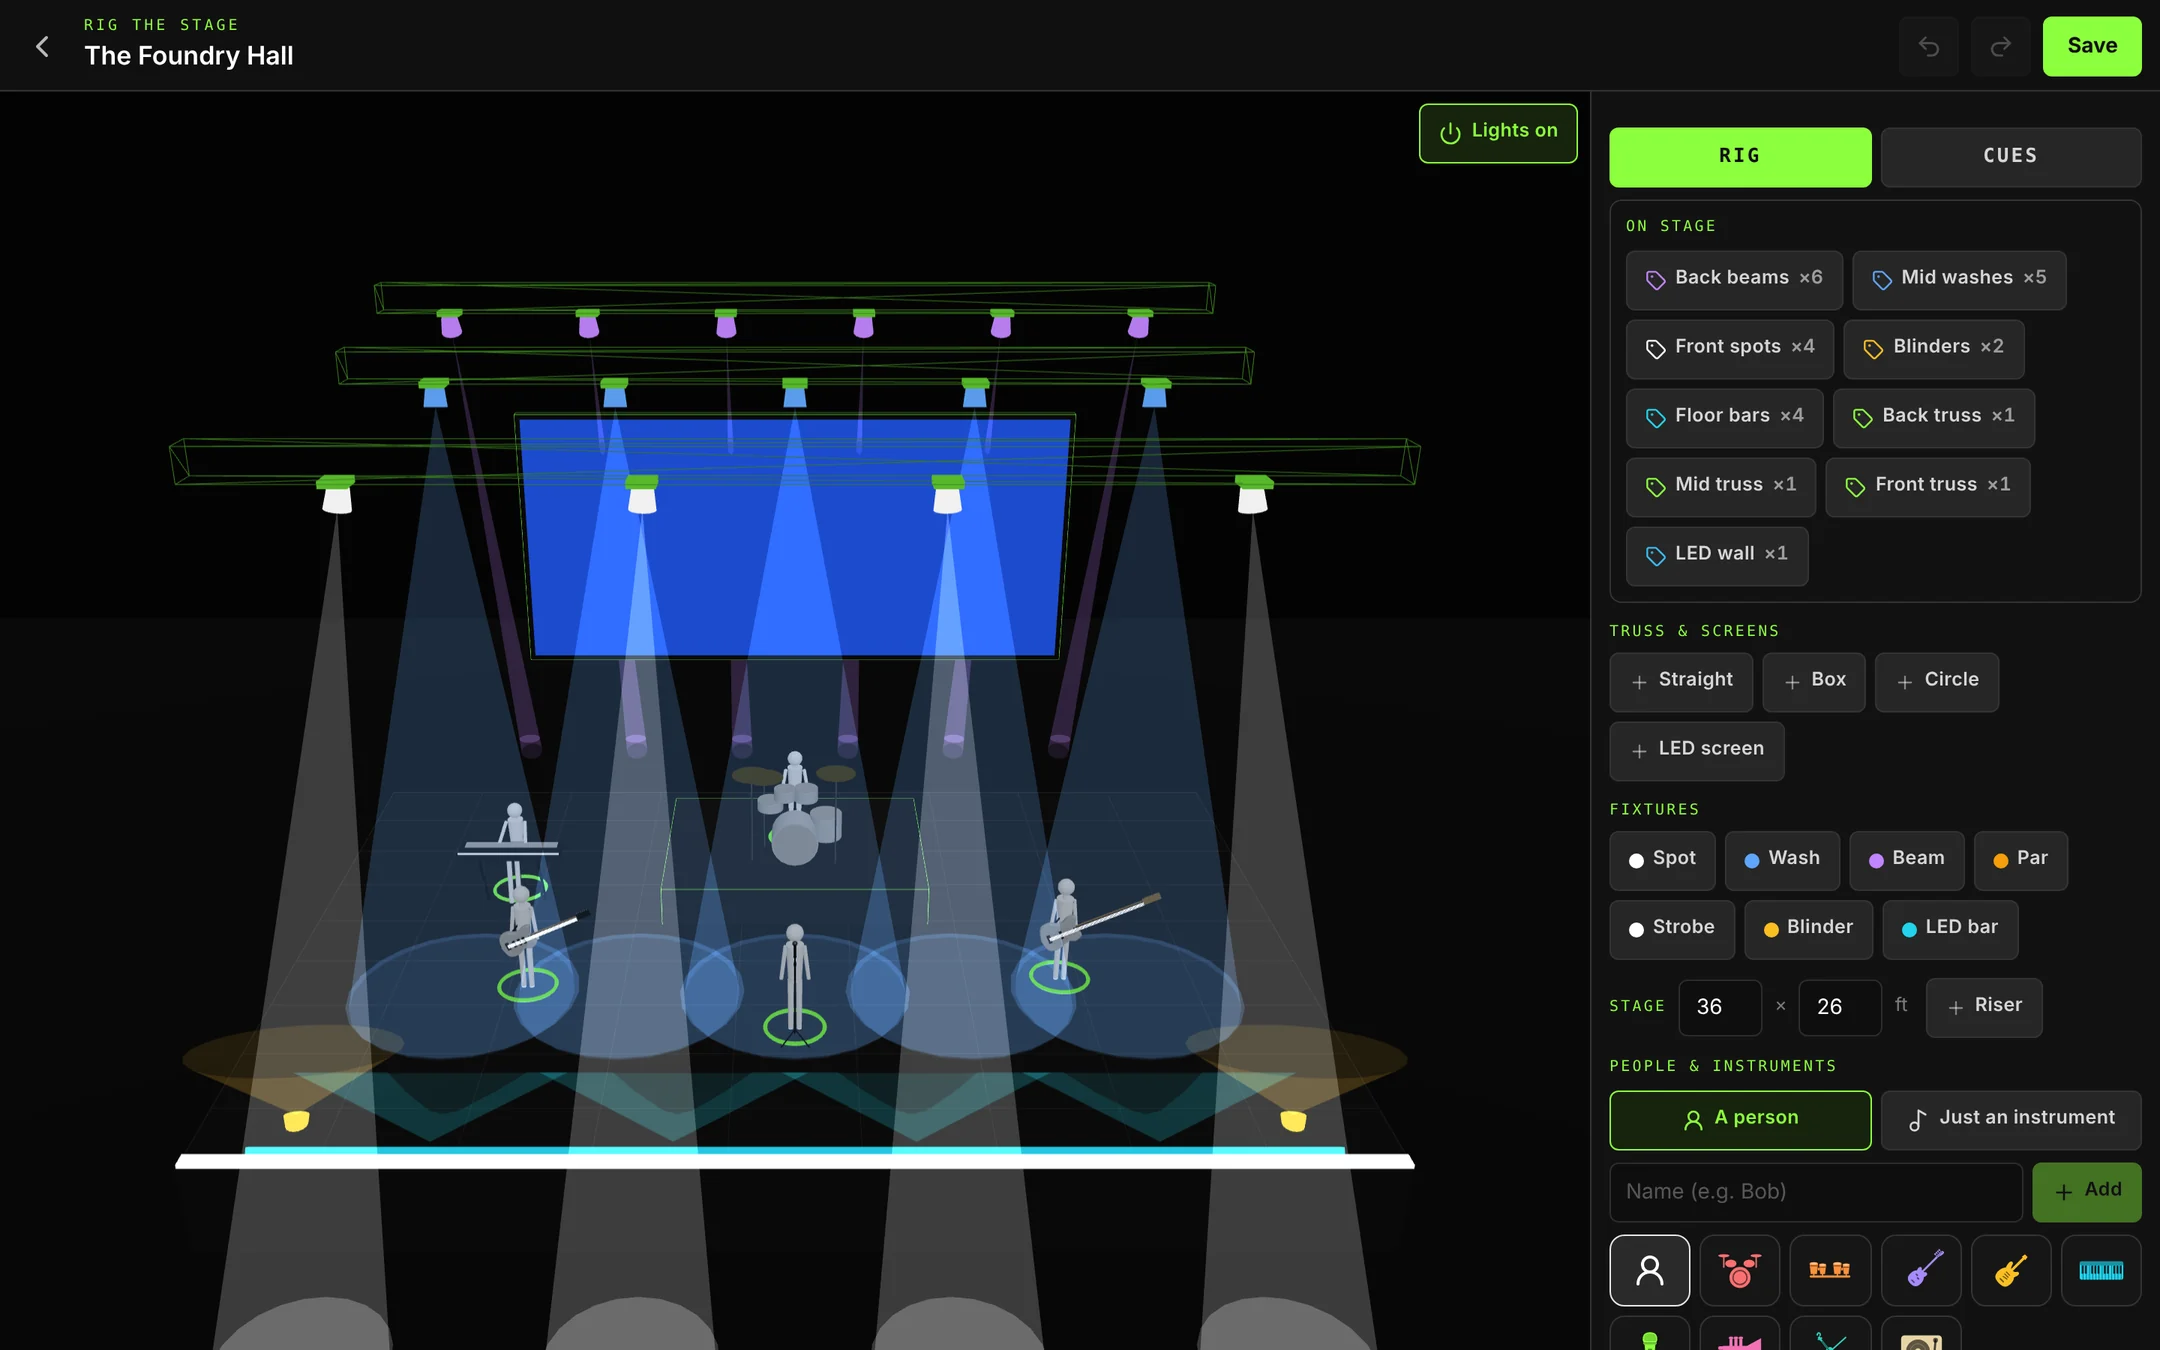 RIG THE STAGE
The Foundry Hall
Save
Lights on
RIG
CUES
ON STAGE
Back beams ×6
Mid washes ×5
Front spots ×4
Blinders ×2
Floor bars ×4
Back truss ×1
Mid truss ×1
Front truss ×1
LED wall ×1
TRUSS & SCREENS
+ Straight
+ Box
+ Circle
+ LED screen
FIXTURES
Spot
Wash
Beam
Par
Strobe
Blinder
LED bar
STAGE 36 × 26 ft + Riser
PEOPLE & INSTRUMENTS
A person
Just an instrument
Name (e.g. Bob)
+ Add